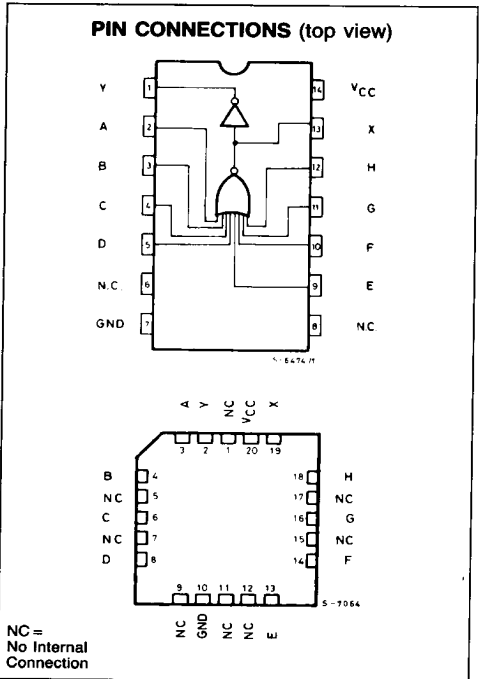 PIN CONNECTIONS (top view)
Y 1 14 VCC
A 2 13 X
B 3 12 H
C 4 11 G
D 5 10 F
N.C. 6 9 E
GND 7 8 N.C.
S-6474/1
A Y NC VCC X
3 2 1 20 19
B 4 18 H
NC 5 17 NC
C 6 16 G
NC 7 15 NC
D 8 14 F
9 10 11 12 13
S-7064
NC GND NC NC E
NC =
No Internal
Connection